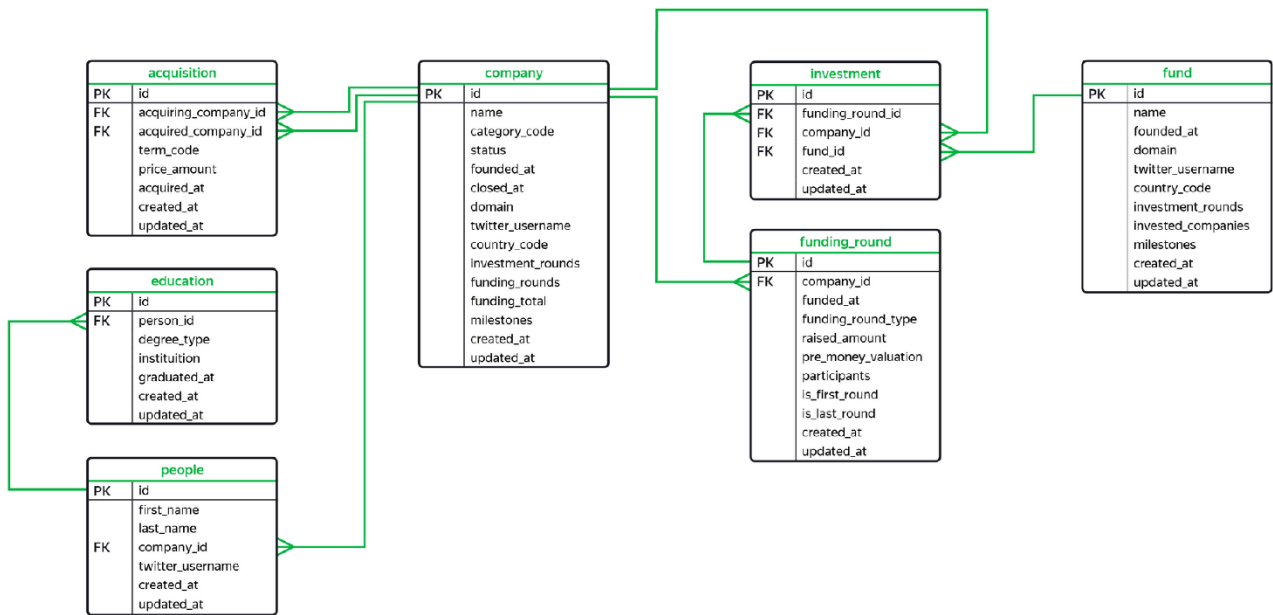 acquisition
PK id
FK acquiring_company_id
FK acquired_company_id
term_code
price_amount
acquired_at
created_at
updated_at
education
PK id
FK person_id
degree_type
instituition
graduated_at
created_at
updated_at
people
PK id
first_name
last_name
FK company_id
twitter_username
created_at
updated_at
company
PK id
name
category_code
status
founded_at
closed_at
domain
twitter_username
country_code
investment_rounds
funding_rounds
funding_total
milestones
created_at
updated_at
investment
PK id
FK funding_round_id
FK company_id
FK fund_id
created_at
updated_at
funding_round
PK id
FK company_id
funded_at
funding_round_type
raised_amount
pre_money_valuation
participants
is_first_round
is_last_round
created_at
updated_at
fund
PK id
name
founded_at
domain
twitter_username
country_code
investment_rounds
invested_companies
milestones
created_at
updated_at